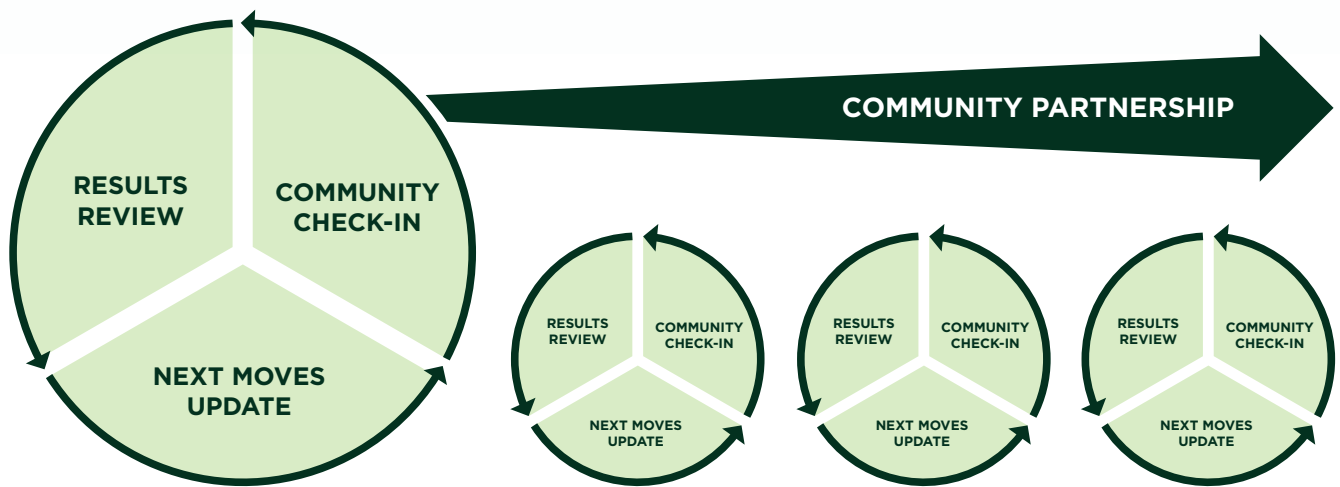 COMMUNITY PARTNERSHIP
RESULTS
REVIEW
COMMUNITY
CHECK-IN
NEXT MOVES
UPDATE
RESULTS
REVIEW
COMMUNITY
CHECK-IN
NEXT MOVES
UPDATE
RESULTS
REVIEW
COMMUNITY
CHECK-IN
NEXT MOVES
UPDATE
RESULTS
REVIEW
COMMUNITY
CHECK-IN
NEXT MOVES
UPDATE